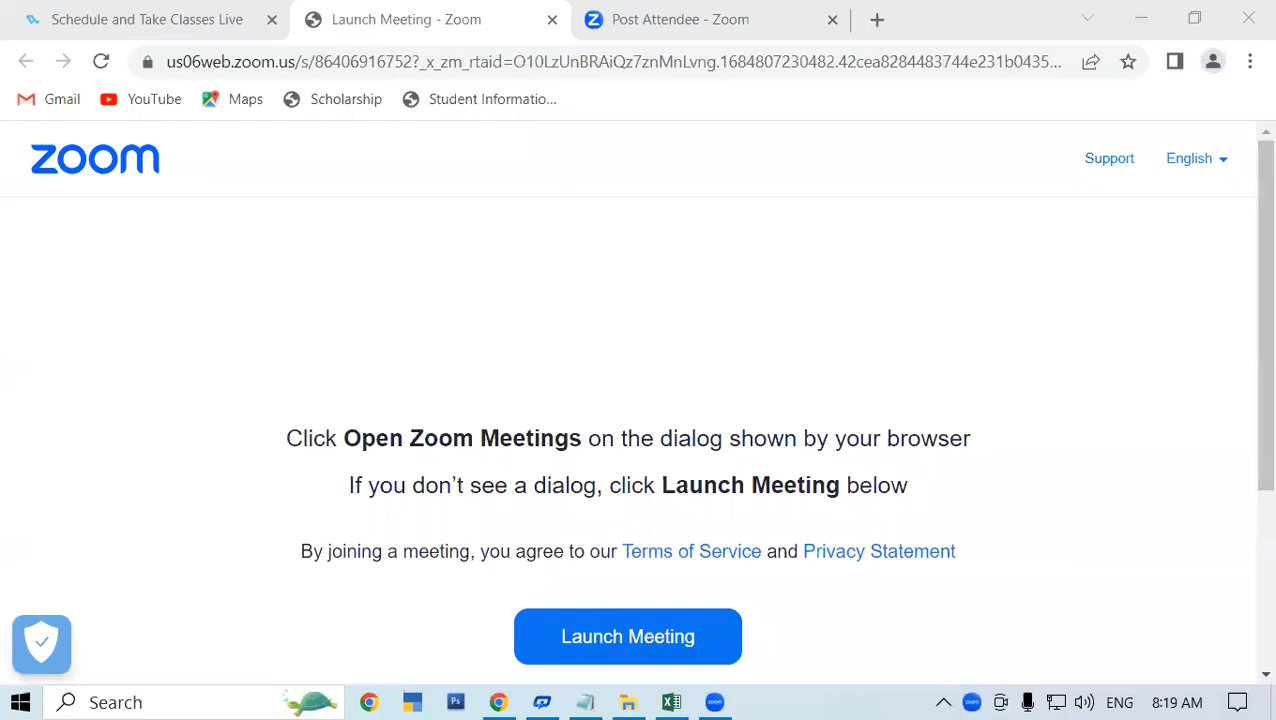 Schedule and Take Classes Live
Launch Meeting - Zoom
Post Attendee - Zoom
us06web.zoom.us/s/86406916752?_x_zm_rtaid=O10LzUnBRAiQz7znMnLvng.1684807230482.42cea8284483744e231b0435...
Gmail
YouTube
Maps
Scholarship
Student Informatio...
zoom
Support
English
Click Open Zoom Meetings on the dialog shown by your browser
If you don’t see a dialog, click Launch Meeting below
By joining a meeting, you agree to our Terms of Service and Privacy Statement
Launch Meeting
Search
Ps
ENG
8:19 AM